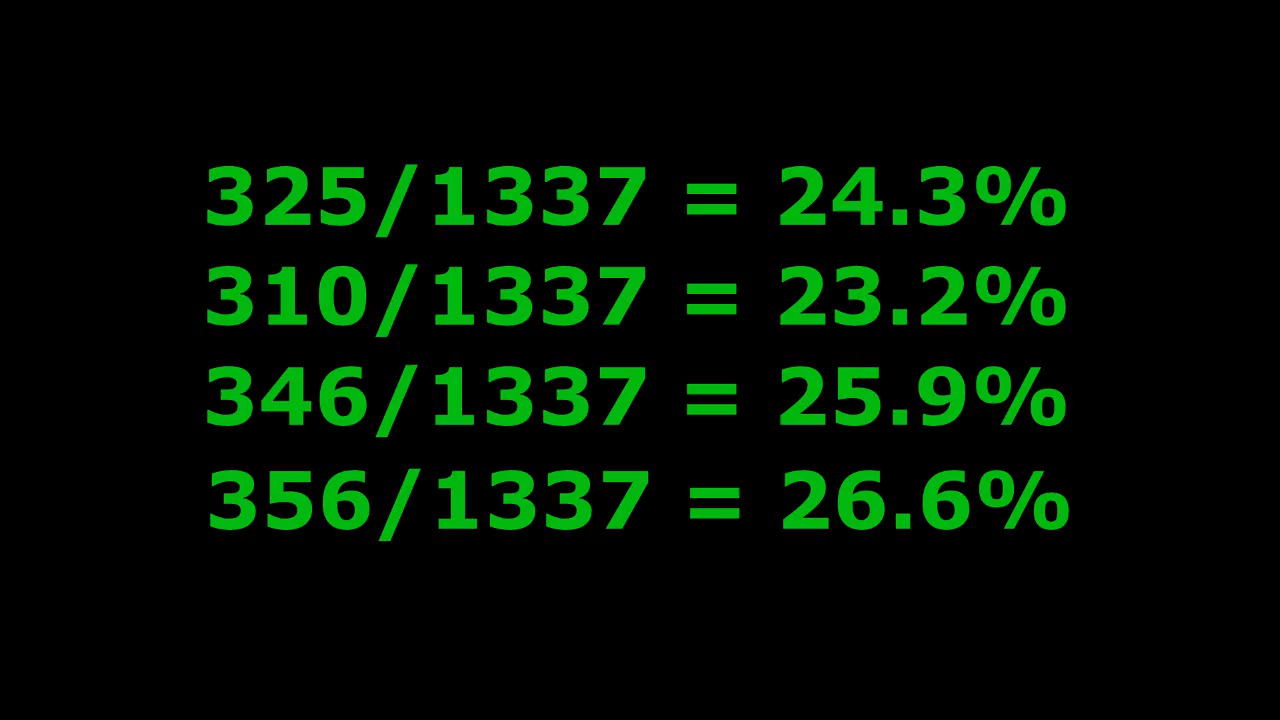 325/1337 = 24.3%
310/1337 = 23.2%
346/1337 = 25.9%
356/1337 = 26.6%